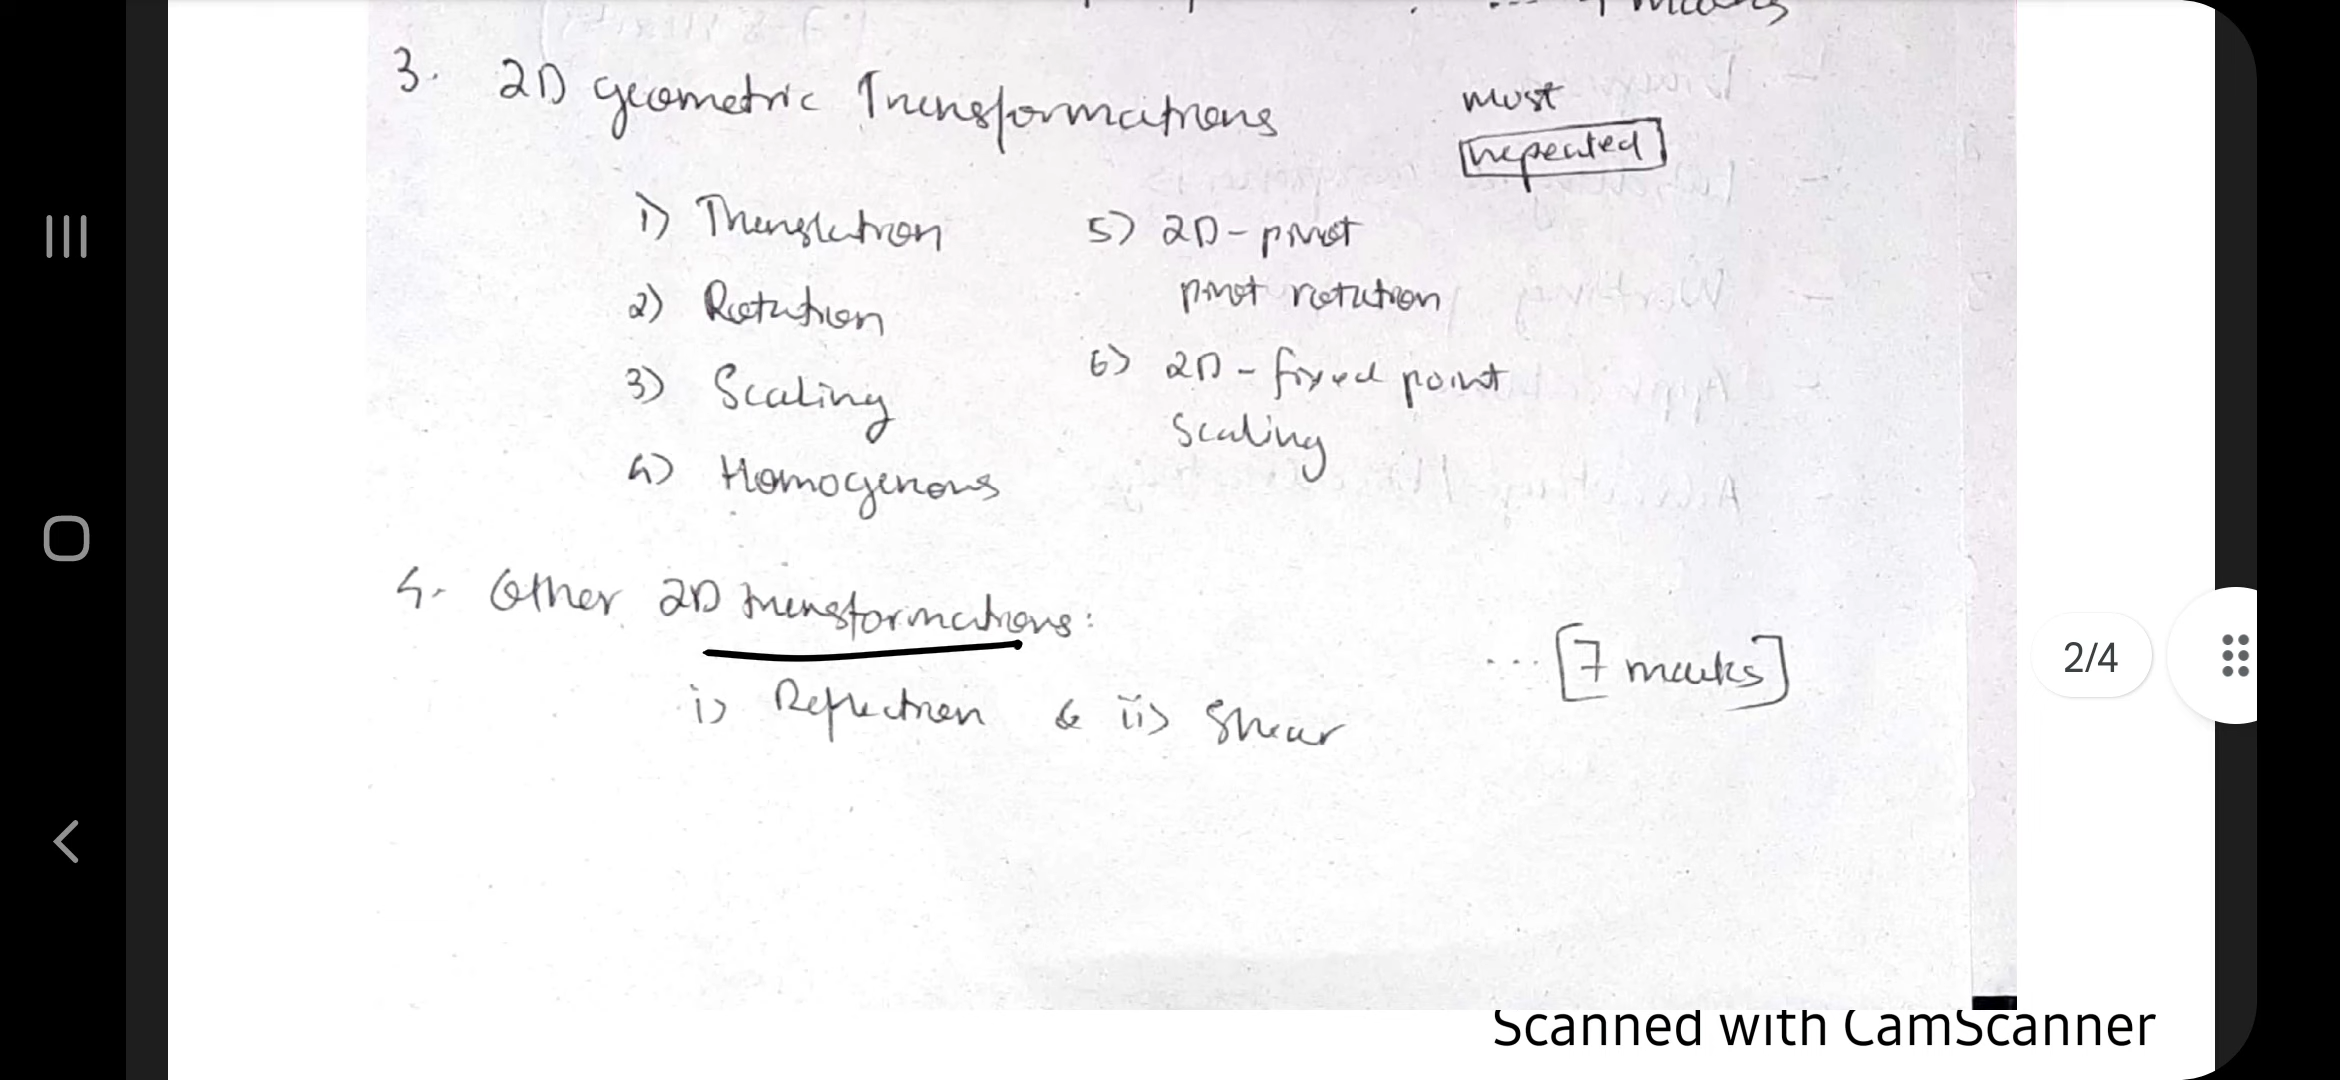 3. 2D geometric Transformations
most
repeated
1) Translation
2) Rotation
3) Scaling
4) Homogenous
5) 2D-pivot
pivot rotation
6) 2D-fixed point
scaling
4. Other 2D transformations:
... [7 marks]
i) Reflection & ii) Shear
2/4
Scanned with CamScanner